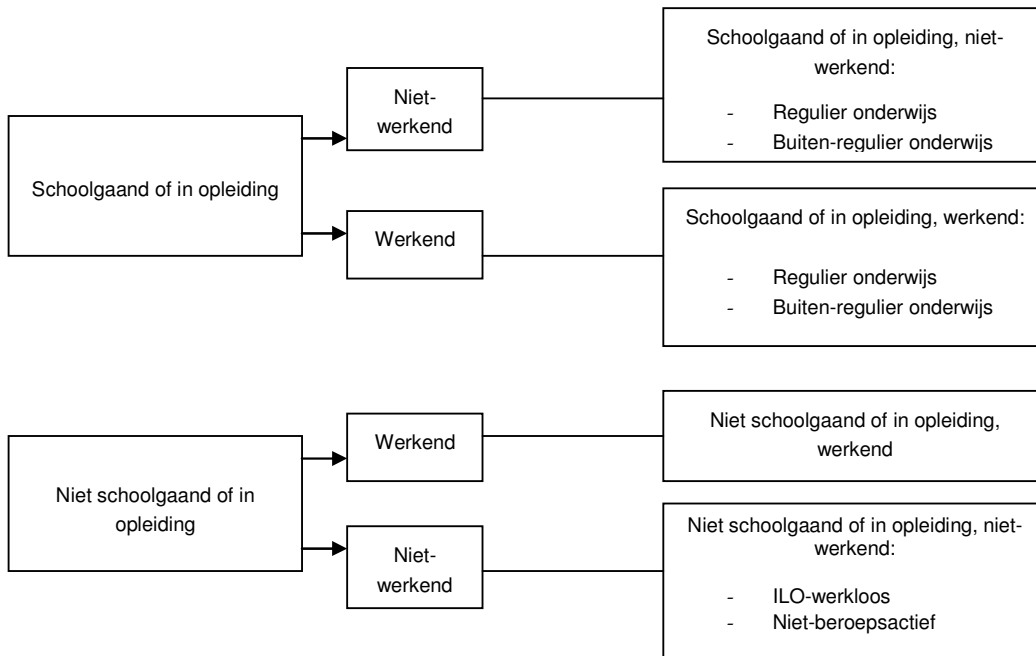 Schoolgaand of in opleiding
Niet-
werkend
Schoolgaand of in opleiding, niet-
werkend:
- Regulier onderwijs
- Buiten-regulier onderwijs
Werkend
Schoolgaand of in opleiding, werkend:
- Regulier onderwijs
- Buiten-regulier onderwijs
Niet schoolgaand of in
opleiding
Werkend
Niet schoolgaand of in opleiding,
werkend
Niet-
werkend
Niet schoolgaand of in opleiding, niet-
werkend:
- ILO-werkloos
- Niet-beroepsactief